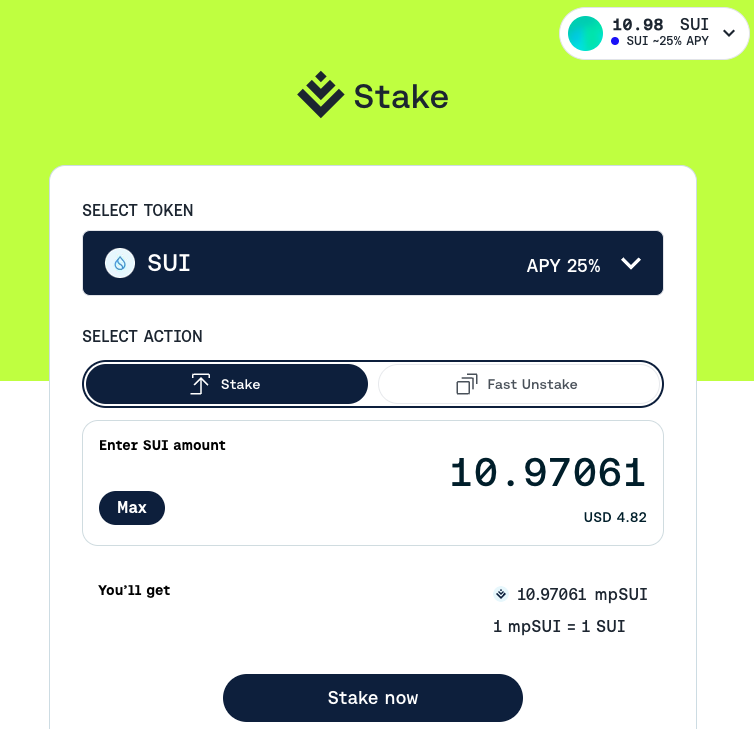 10.98 SUI
SUI ~25% APY
Stake
SELECT TOKEN
SUI
APY 25%
SELECT ACTION
Stake
Fast Unstake
Enter SUI amount
10.97061
Max
USD 4.82
You'll get
10.97061 mpSUI
1 mpSUI = 1 SUI
Stake now